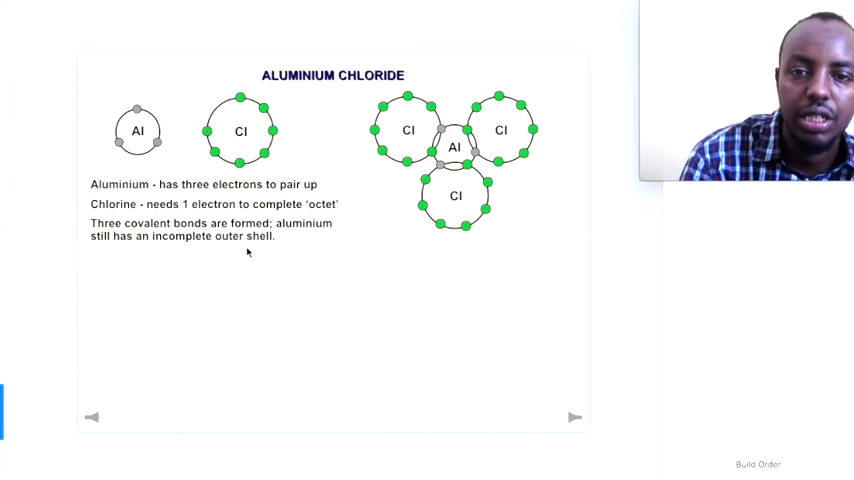 ALUMINIUM CHLORIDE
Al
Cl
Cl
Al
Cl
Cl
Aluminium - has three electrons to pair up
Chlorine - needs 1 electron to complete ‘octet’
Three covalent bonds are formed; aluminium
still has an incomplete outer shell.
Build Order